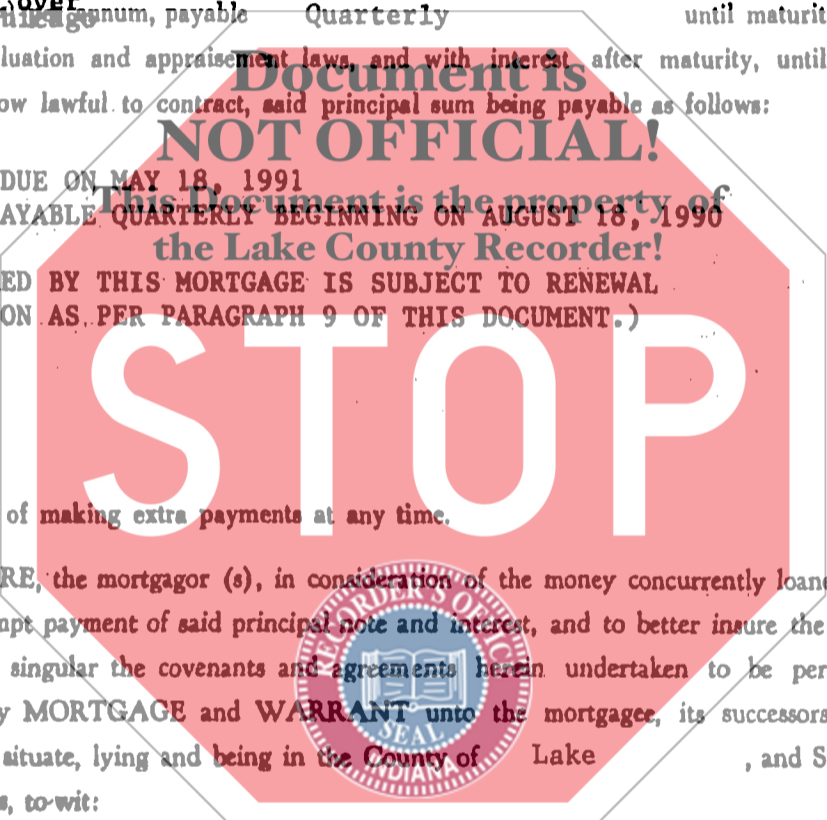 over
annum, payable Quarterly until maturit
luation and appraisement laws, and with interest after maturity, until
ow lawful to contract, said principal sum being payable as follows:
Document is
NOT OFFICIAL!
DUE ON MAY 18, 1991
This Document is the property of
AYABLE QUARTERLY BEGINNING ON AUGUST 18, 1990
the Lake County Recorder!
ED BY THIS MORTGAGE IS SUBJECT TO RENEWAL
ON AS PER PARAGRAPH 9 OF THIS DOCUMENT.)
STOP
of making extra payments at any time.
RE, the mortgagor (s), in consideration of the money concurrently loane
mpt payment of said principal note and interest, and to better insure the
singular the covenants and agreements herein undertaken to be per
y MORTGAGE and WARRANT unto the mortgagee, its successors
situate, lying and being in the County of Lake , and S
s, to-wit:
RECORDER'S OFFIC
SEAL
INDIANA